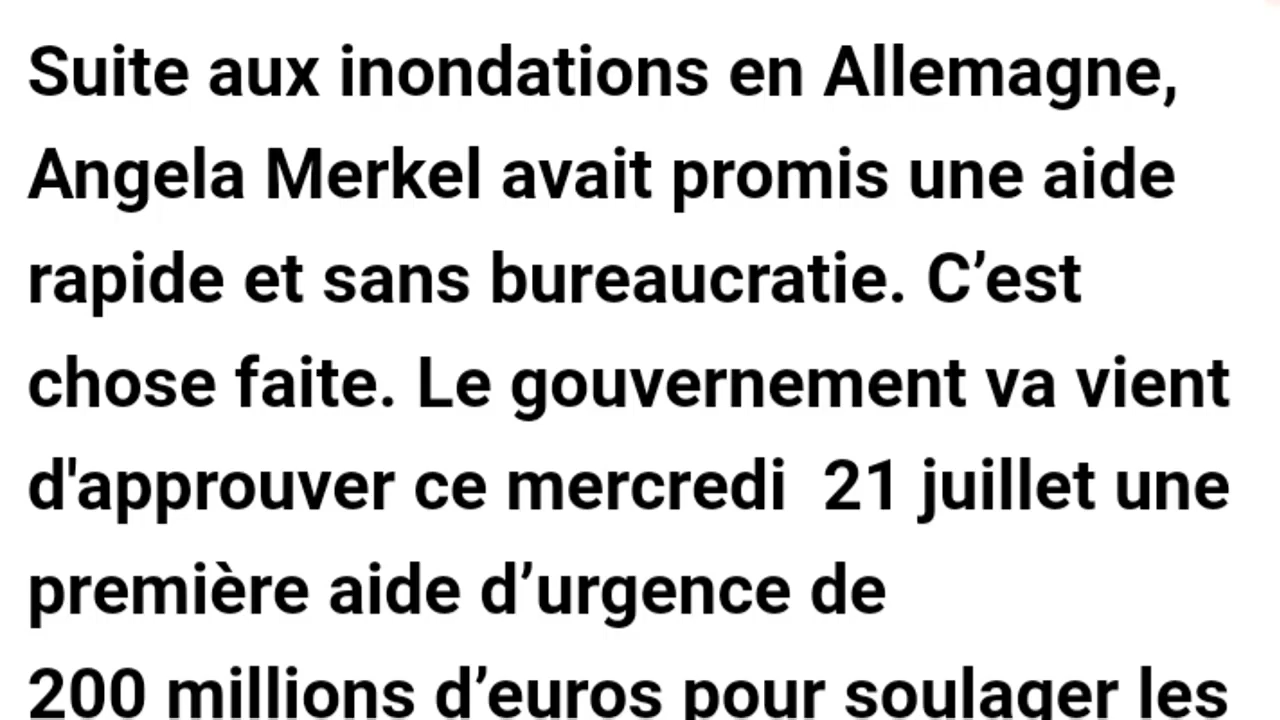 Suite aux inondations en Allemagne,
Angela Merkel avait promis une aide
rapide et sans bureaucratie. C’est
chose faite. Le gouvernement va vient
d'approuver ce mercredi  21 juillet une
première aide d’urgence de
200 millions d’euros pour soulager les